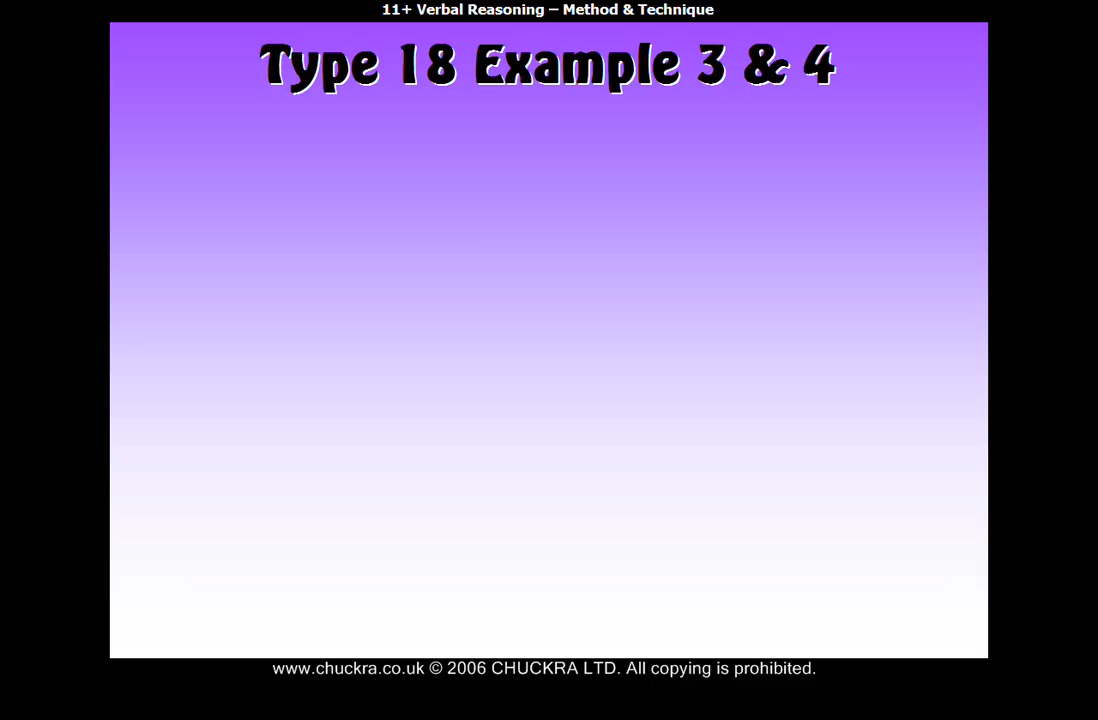 11+ Verbal Reasoning – Method & Technique
Type 18 Example 3 & 4
www.chuckra.co.uk © 2006 CHUCKRA LTD. All copying is prohibited.